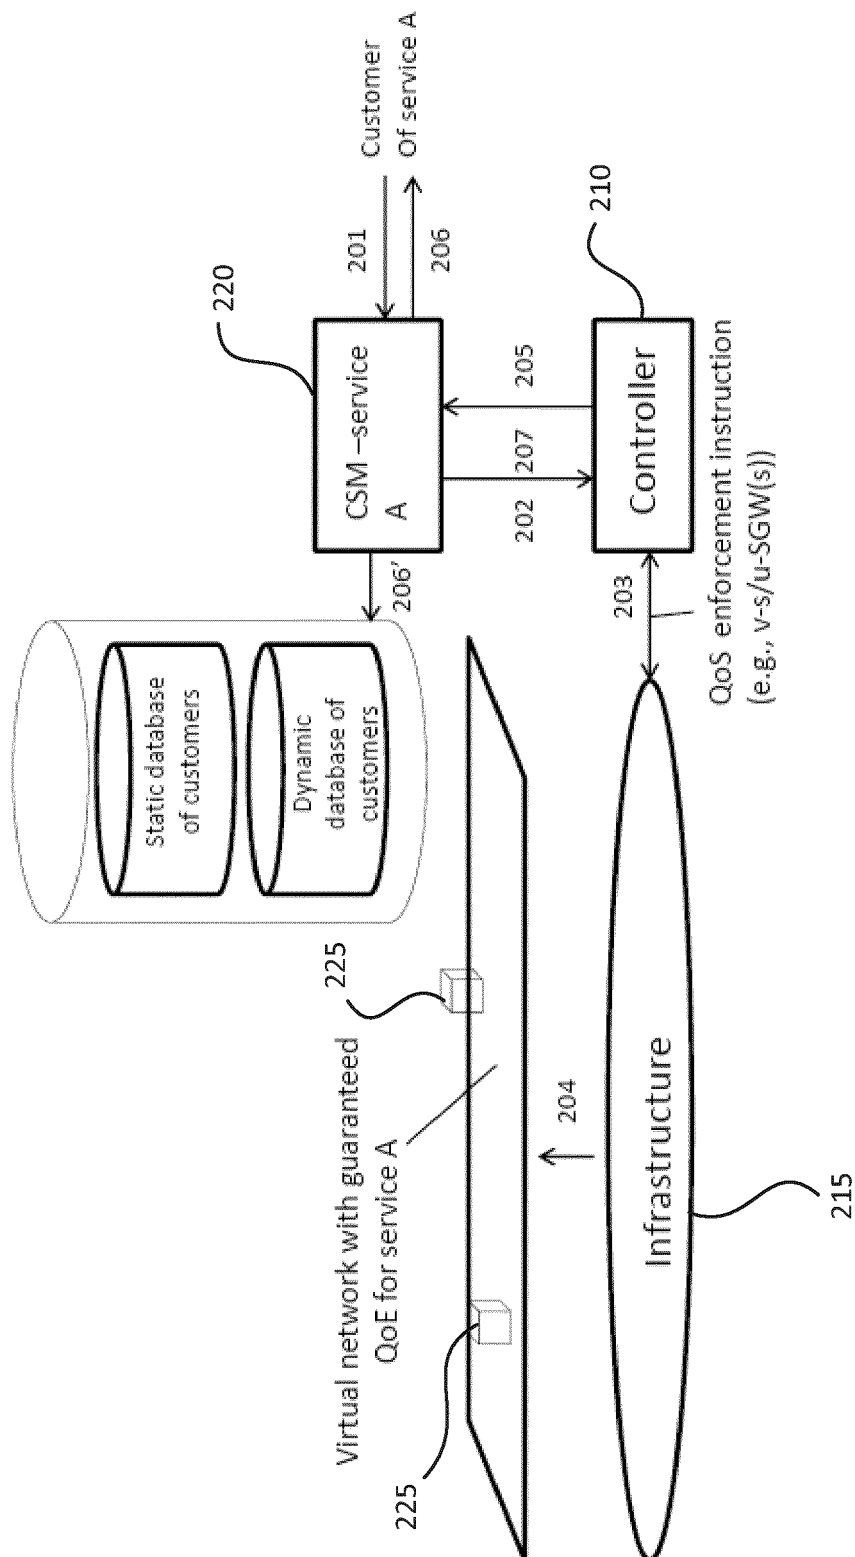 Static database
of customers
220
Dynamic
database of
customers
Virtual network with guaranteed
QoE for service A
225
225
CSM –service
A
201
Customer
Of service A
206
206'
202
207
205
204
203
210
Controller
Infrastructure
QoS enforcement instruction
(e.g., v-s/u-SGW(s))
215